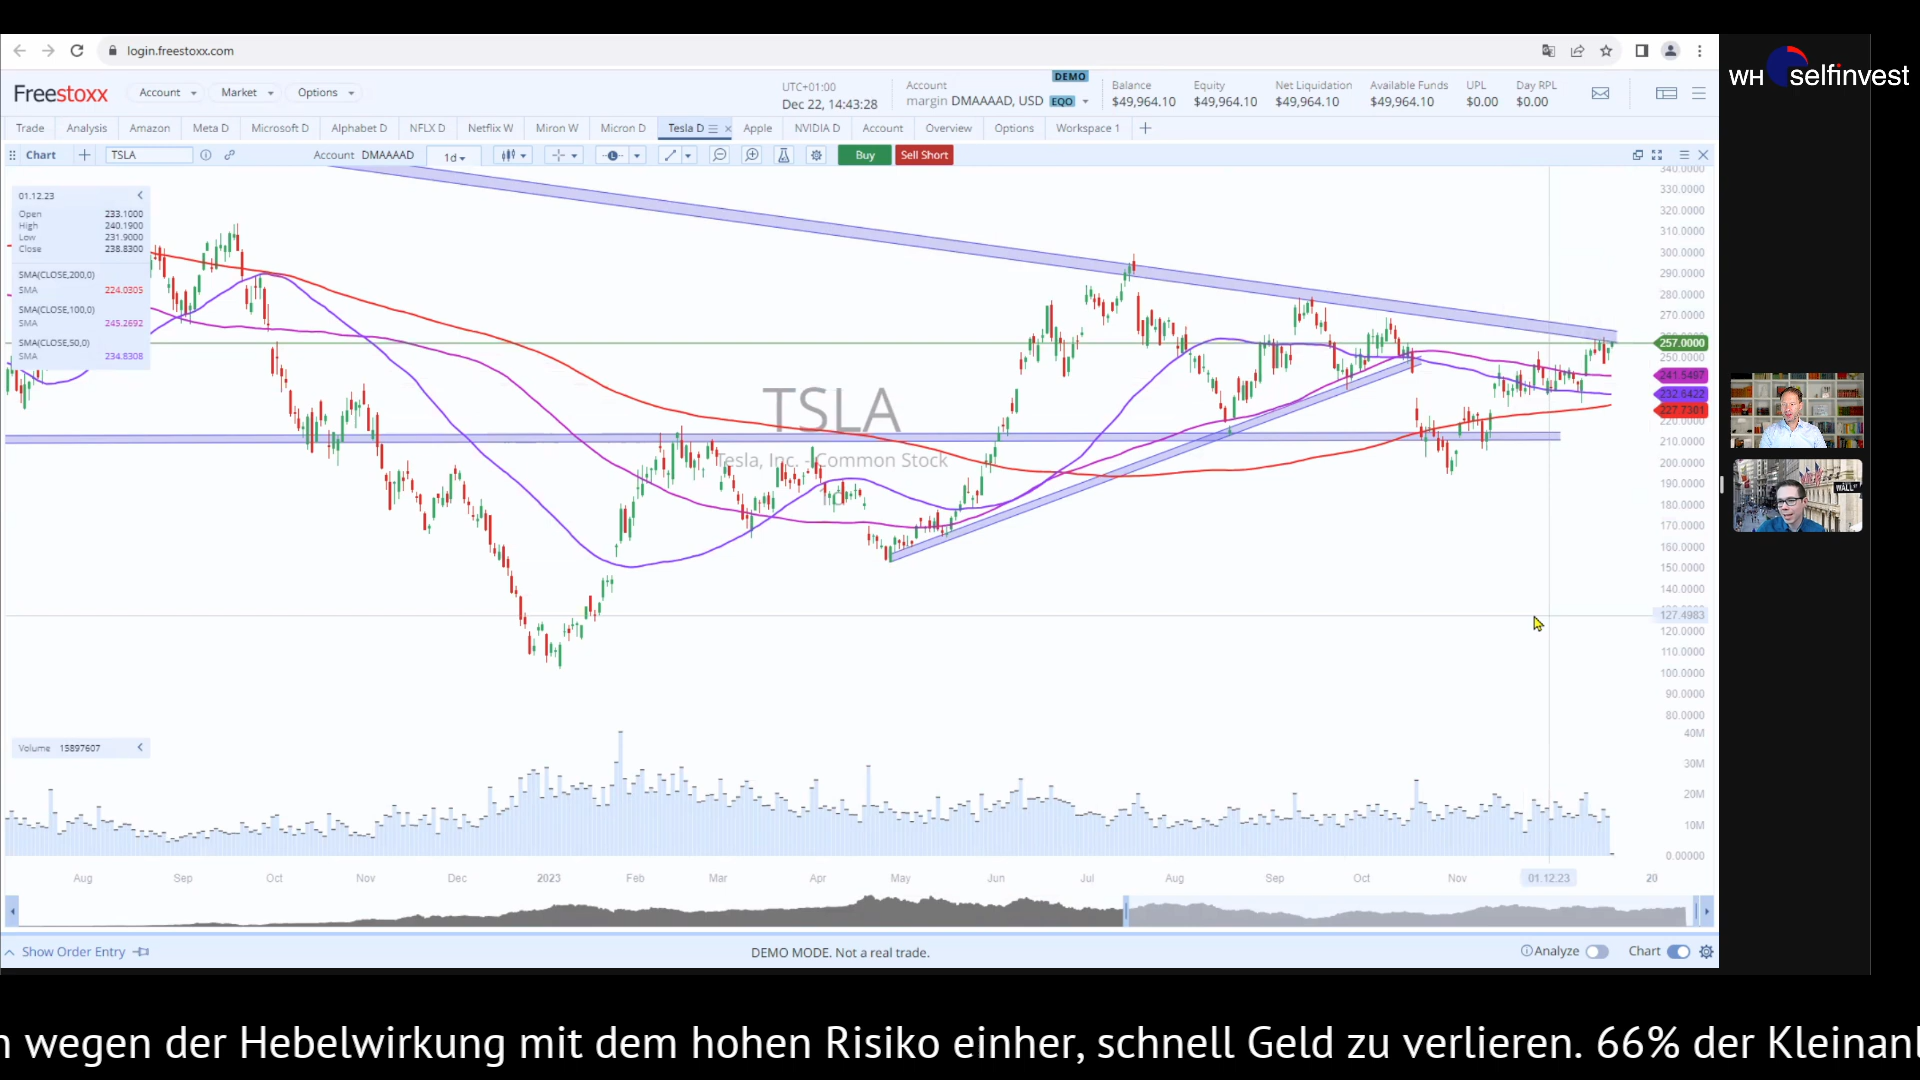 login.freestoxx.com
WH selfinvest
Freestoxx
Account
Market
Options
UTC+01:00
Dec 22, 14:43:28
Account
DEMO
margin DMAAAAD, USD EQO
Balance
$49,964.10
Equity
$49,964.10
Net Liquidation
$49,964.10
Available Funds
$49,964.10
UPL
$0.00
Day RPL
$0.00
Trade Analysis Amazon Meta D Microsoft D Alphabet D NFLX D Netflix W Miron W Micron D Tesla D Apple NVIDIA D Account Overview Options Workspace 1
Chart TSLA Account DMAAAAD 1d Buy Sell Short
01.12.23
Open 233.1000
High 240.1900
Low 231.9000
Close 238.8300
SMA(CLOSE,200,0)
SMA 224.0305
SMA(CLOSE,100,0)
SMA 245.2692
SMA(CLOSE,50,0)
SMA 234.8308
TSLA
Tesla, Inc. - Common Stock
340.0000
330.0000
320.0000
310.0000
300.0000
290.0000
280.0000
270.0000
257.0000
250.0000
241.5497
232.6422
227.7301
220.0000
210.0000
200.0000
190.0000
180.0000
170.0000
160.0000
150.0000
140.0000
127.4983
120.0000
110.0000
100.0000
90.0000
80.0000
WALL
Volume 15897607
40M
30M
20M
10M
0.00000
Aug Sep Oct Nov Dec 2023 Feb Mar Apr May Jun Jul Aug Sep Oct Nov 01.12.23 20
Show Order Entry
DEMO MODE. Not a real trade.
Analyze
Chart
wegen der Hebelwirkung mit dem hohen Risiko einher, schnell Geld zu verlieren. 66% der Kleinanl